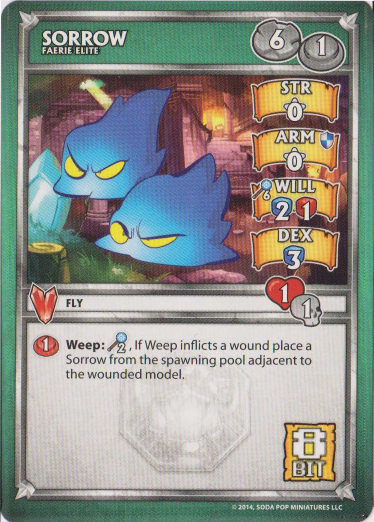 SORROW
FAERIE ELITE
6 1
STR
0
ARM
0
WILL
6 2 1
DEX
3
1
1
FLY
1 Weep: 2, If Weep inflicts a wound place a
Sorrow from the spawning pool adjacent to
the wounded model.
8
BIT
© 2014, SODA POP MINIATURES LLC